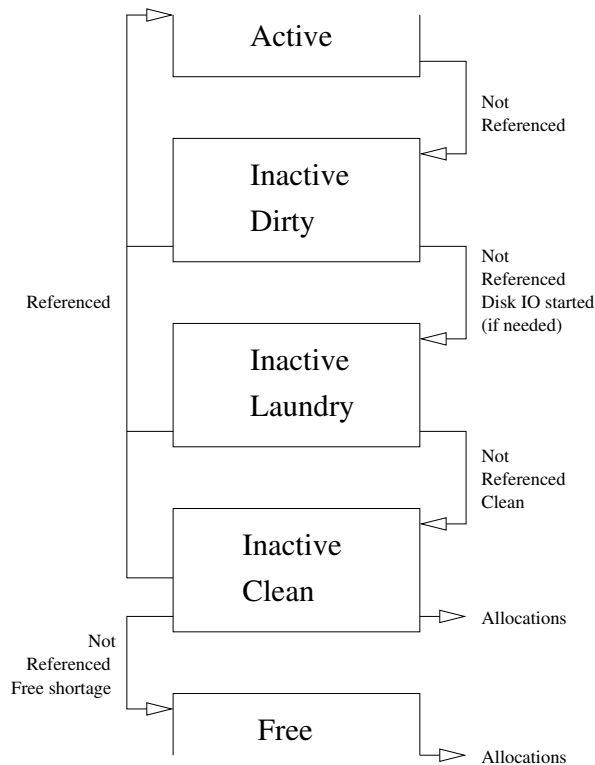 Active
Not
Referenced
Inactive
Dirty
Not
Referenced
Disk IO started
(if needed)
Referenced
Inactive
Laundry
Not
Referenced
Clean
Inactive
Clean
Allocations
Not
Referenced
Free shortage
Free
Allocations